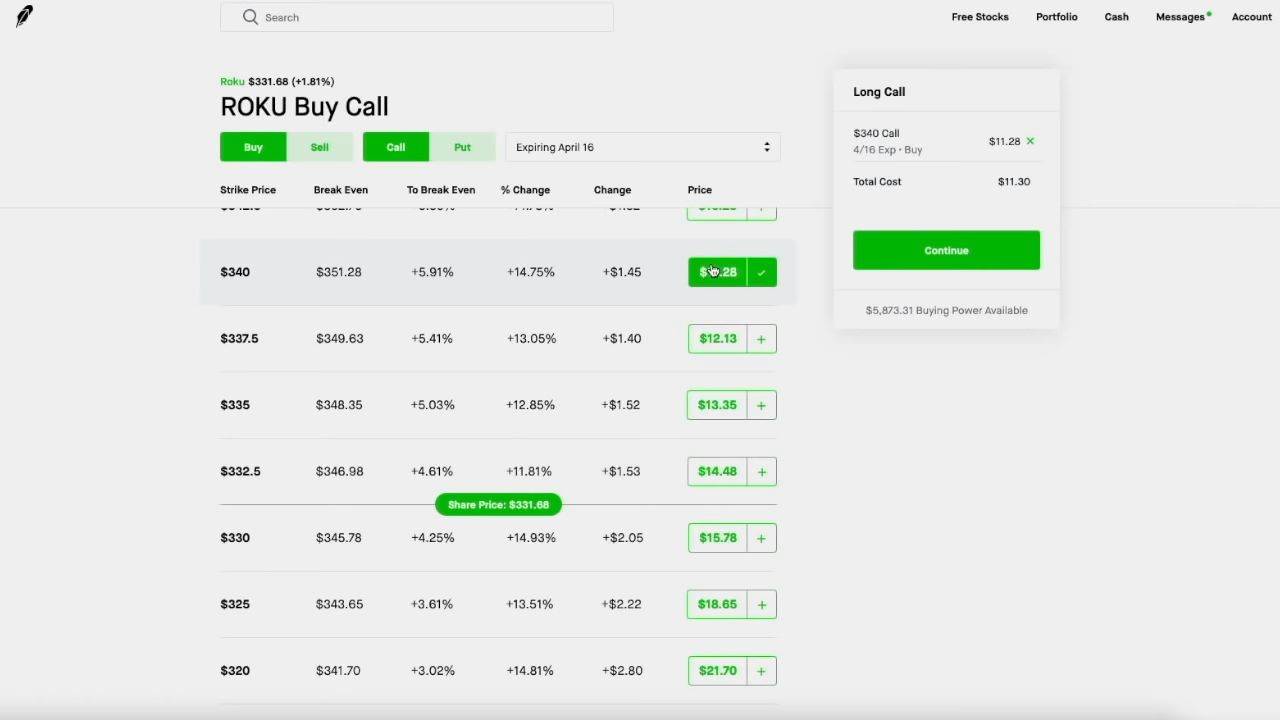 Search
Free Stocks Portfolio Cash Messages Account
Roku $331.68 (+1.81%)
ROKU Buy Call
Buy Sell Call Put Expiring April 16
Strike Price Break Even To Break Even % Change Change Price
$340 $351.28 +5.91% +14.75% +$1.45
$337.5 $349.63 +5.41% +13.05% +$1.40 $12.13 +
$335 $348.35 +5.03% +12.85% +$1.52 $13.35 +
$332.5 $346.98 +4.61% +11.81% +$1.53 $14.48 +
Share Price: $331.68
$330 $345.78 +4.25% +14.93% +$2.05 $15.78 +
$325 $343.65 +3.61% +13.51% +$2.22 $18.65 +
$320 $341.70 +3.02% +14.81% +$2.80 $21.70 +
Long Call
$340 Call
4/16 Exp • Buy
$11.28 ×
Total Cost $11.30
Continue
$5,873.31 Buying Power Available